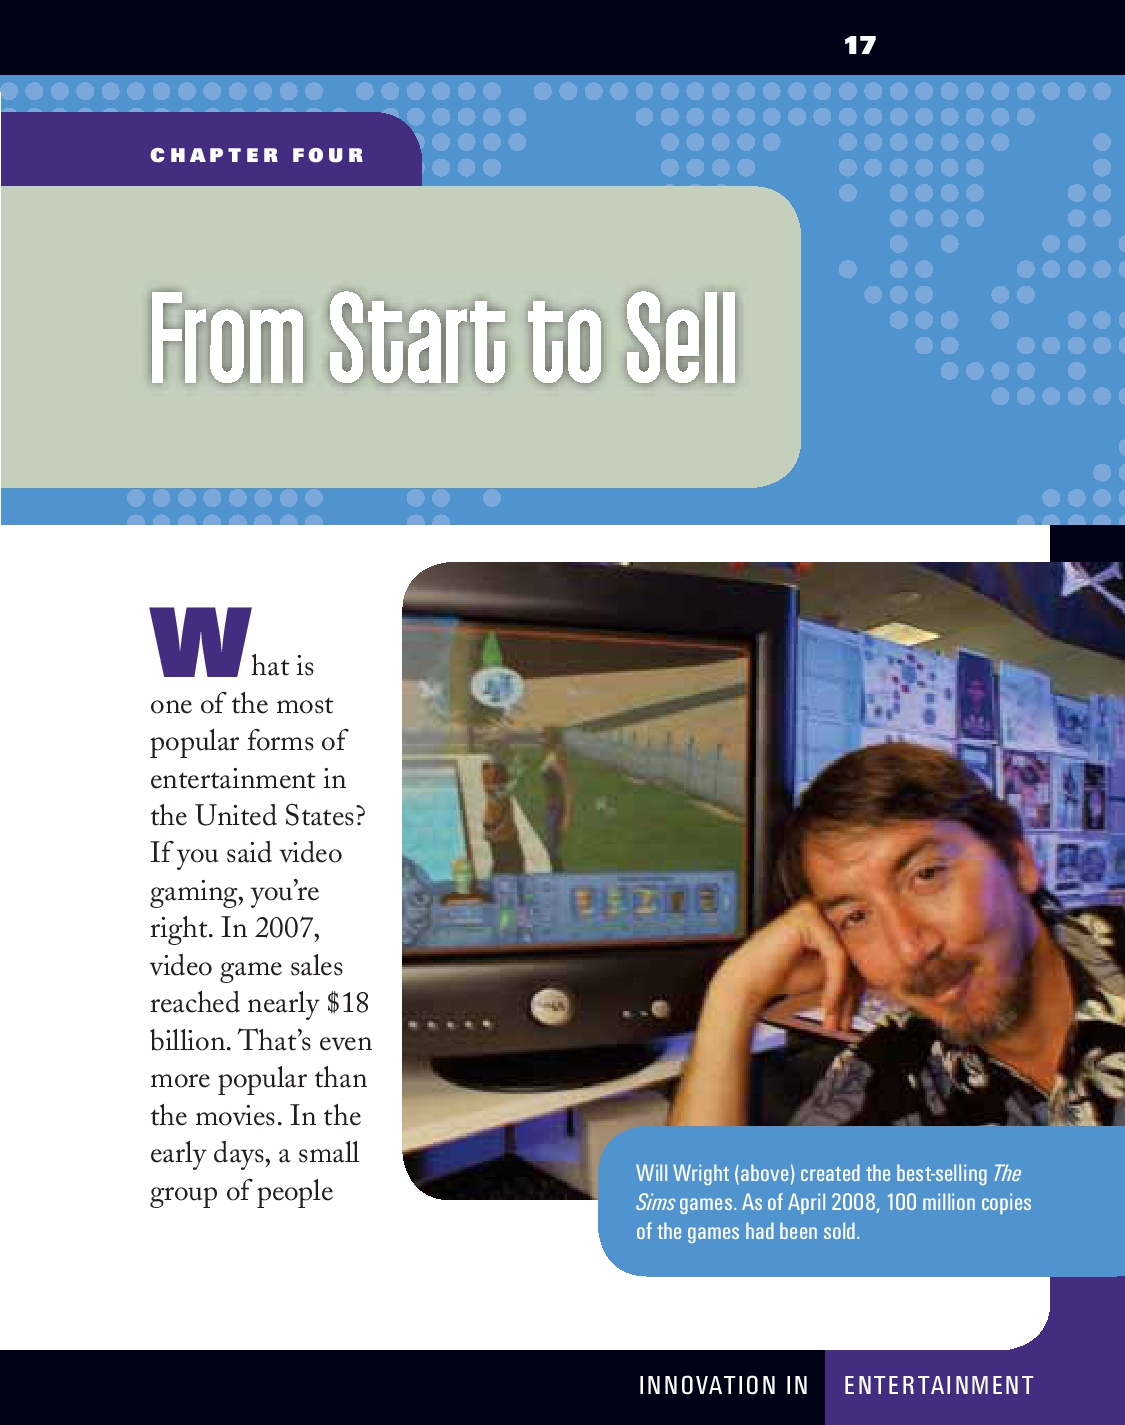 17
CHAPTER FOUR
From Start to Sell
What is
one of the most
popular forms of
entertainment in
the United States?
If you said video
gaming, you're
right. In 2007,
video game sales
reached nearly $18
billion. That's even
more popular than
the movies. In the
early days, a small
group of people
Will Wright (above) created the best-selling The
Sims games. As of April 2008, 100 million copies
of the games had been sold.
INNOVATION IN ENTERTAINMENT